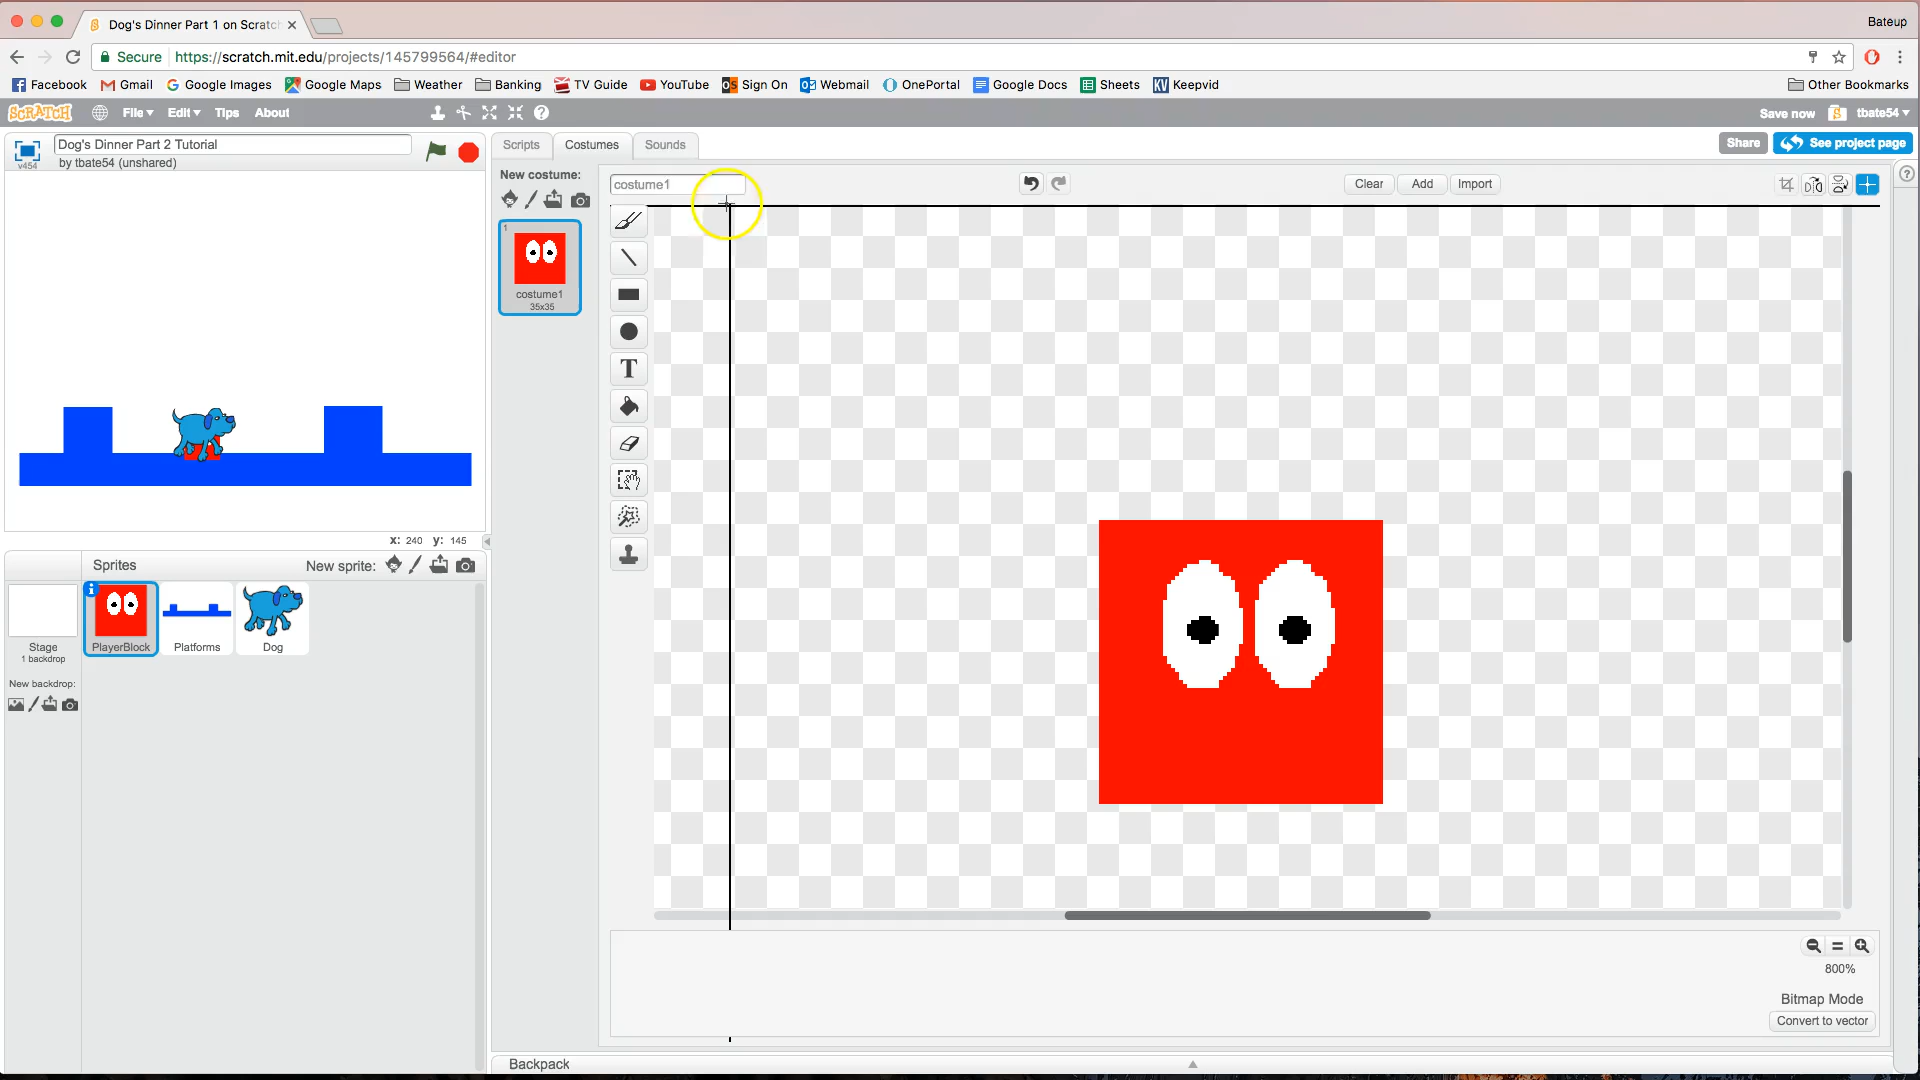 Dog's Dinner Part 1 on Scratch
Bateup
Secure https://scratch.mit.edu/projects/145799564/#editor
Facebook Gmail Google Images Google Maps Weather Banking TV Guide YouTube Sign On Webmail OnePortal Google Docs Sheets Keepvid Other Bookmarks
SCRATCH File Edit Tips About Save now tbate54
Dog's Dinner Part 2 Tutorial
by tbate54 (unshared)
v454
Scripts Costumes Sounds
Share See project page
New costume:
costume1
Clear Add Import
1
costume1
35x35
x: 240 y: 145
Sprites New sprite:
Stage
1 backdrop
PlayerBlock Platforms Dog
New backdrop:
T
800%
Bitmap Mode
Convert to vector
Backpack